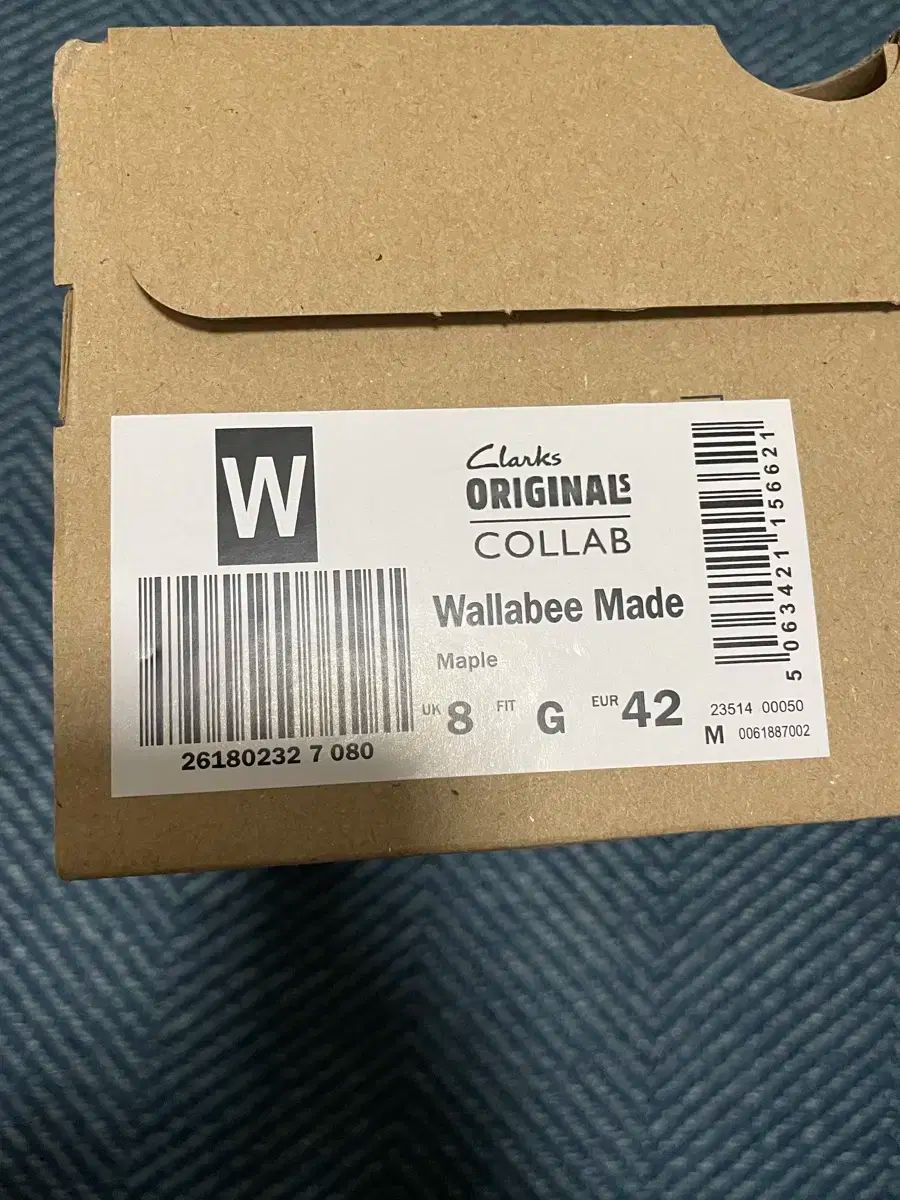 W
26180232 7 080
Clarks
ORIGINALS
COLLAB
Wallabee Made
Maple
UK 8 FIT G EUR 42
5 063421 156621
23514 00050
M 0061887002